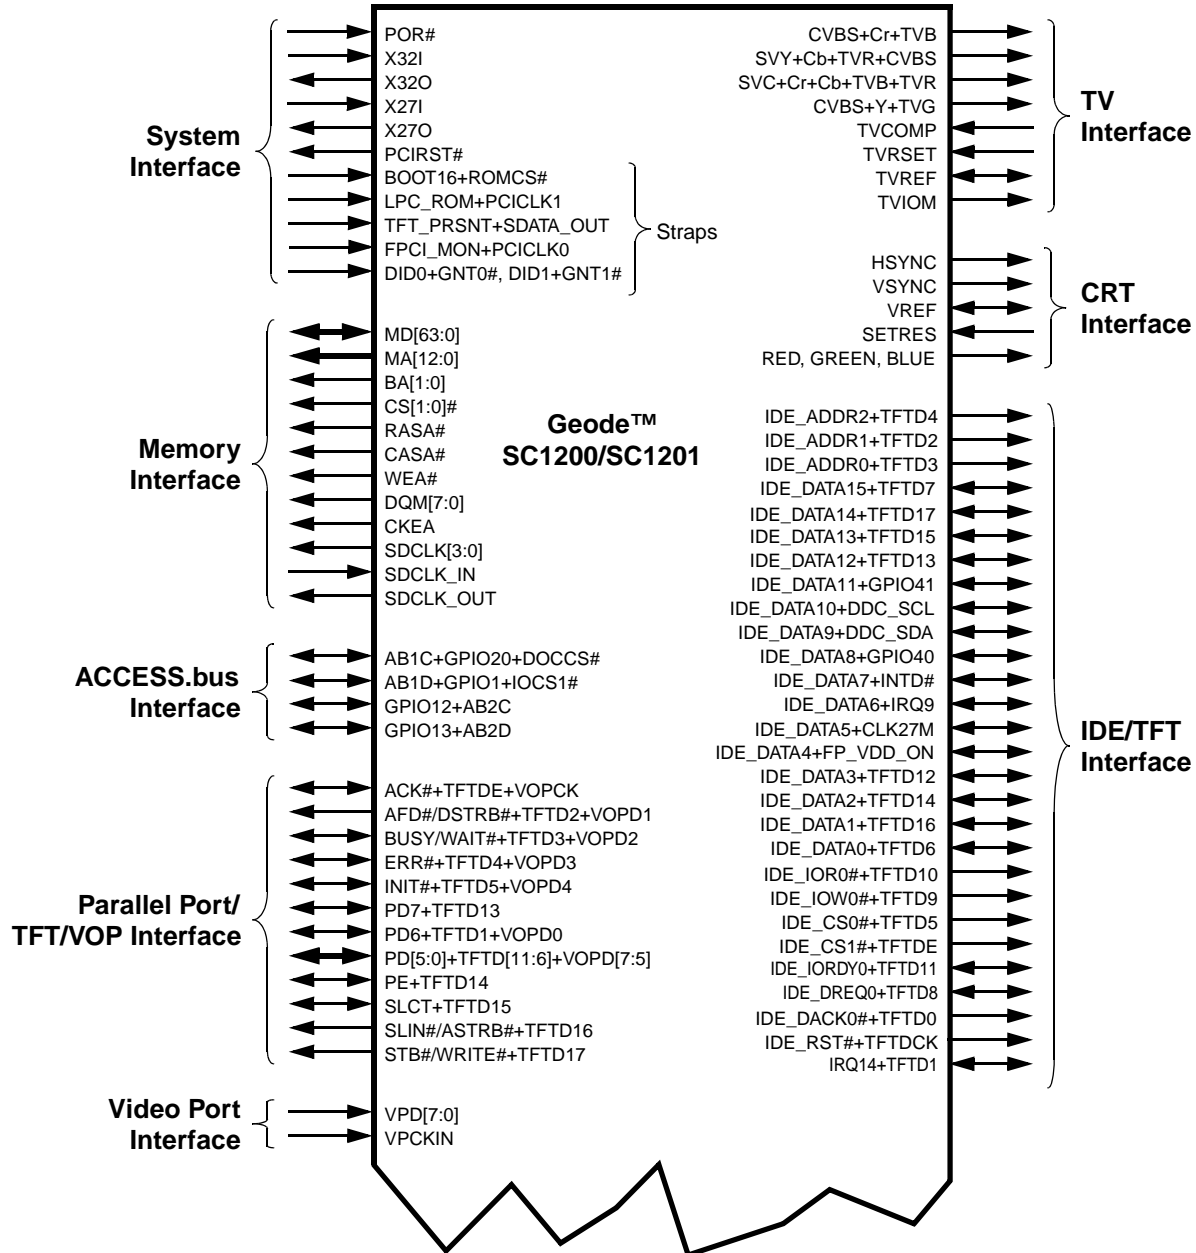 System
Interface
POR#
X32I
X32O
X27I
X27O
PCIRST#
BOOT16+ROMCS#
LPC_ROM+PCICLK1
TFT_PRSNT+SDATA_OUT
FPCI_MON+PCICLK0
DID0+GNT0#, DID1+GNT1#
Straps
Memory
Interface
MD[63:0]
MA[12:0]
BA[1:0]
CS[1:0]#
RASA#
CASA#
WEA#
DQM[7:0]
CKEA
SDCLK[3:0]
SDCLK_IN
SDCLK_OUT
ACCESS.bus
Interface
AB1C+GPIO20+DOCCS#
AB1D+GPIO1+IOCS1#
GPIO12+AB2C
GPIO13+AB2D
Parallel Port/
TFT/VOP Interface
ACK#+TFTDE+VOPCK
AFD#/DSTRB#+TFTD2+VOPD1
BUSY/WAIT#+TFTD3+VOPD2
ERR#+TFTD4+VOPD3
INIT#+TFTD5+VOPD4
PD7+TFTD13
PD6+TFTD1+VOPD0
PD[5:0]+TFTD[11:6]+VOPD[7:5]
PE+TFTD14
SLCT+TFTD15
SLIN#/ASTRB#+TFTD16
STB#/WRITE#+TFTD17
Video Port
Interface
VPD[7:0]
VPCKIN
Geode™
SC1200/SC1201
CVBS+Cr+TVB
SVY+Cb+TVR+CVBS
SVC+Cr+Cb+TVB+TVR
CVBS+Y+TVG
TVCOMP
TVRSET
TVREF
TVIOM
TV
Interface
HSYNC
VSYNC
VREF
SETRES
RED, GREEN, BLUE
CRT
Interface
IDE_ADDR2+TFTD4
IDE_ADDR1+TFTD2
IDE_ADDR0+TFTD3
IDE_DATA15+TFTD7
IDE_DATA14+TFTD17
IDE_DATA13+TFTD15
IDE_DATA12+TFTD13
IDE_DATA11+GPIO41
IDE_DATA10+DDC_SCL
IDE_DATA9+DDC_SDA
IDE_DATA8+GPIO40
IDE_DATA7+INTD#
IDE_DATA6+IRQ9
IDE_DATA5+CLK27M
IDE_DATA4+FP_VDD_ON
IDE_DATA3+TFTD12
IDE_DATA2+TFTD14
IDE_DATA1+TFTD16
IDE_DATA0+TFTD6
IDE_IOR0#+TFTD10
IDE_IOW0#+TFTD9
IDE_CS0#+TFTD5
IDE_CS1#+TFTDE
IDE_IORDY0+TFTD11
IDE_DREQ0+TFTD8
IDE_DACK0#+TFTD0
IDE_RST#+TFTDCK
IRQ14+TFTD1
IDE/TFT
Interface